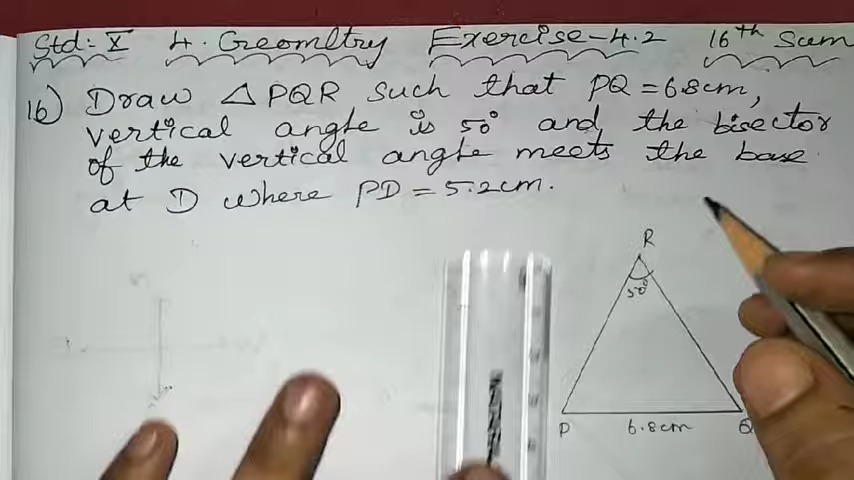 Std:- X 4. Geometry Exercise-4.2 16th Sum
16) Draw △PQR such that PQ = 6.8cm,
vertical angle is 50° and the bisector
of the vertical angle meets the base
at D where PD = 5.2cm.
R
50°
P 6.8cm Q